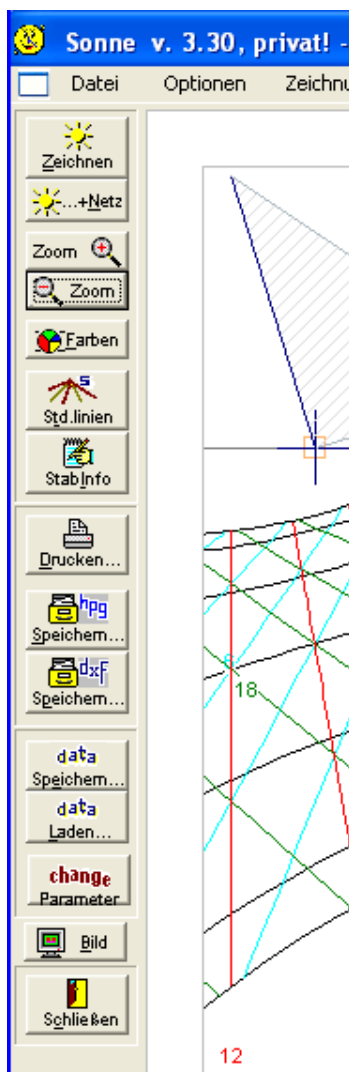 Sonne v. 3.30, privat! -
Datei Optionen Zeichnu
Zeichnen
...+Netz
Zoom
Zoom
Farben
S
Std.linien
StabInfo
Drucken...
hpg
Speichern...
dxf
Speichern...
data
Speichern...
data
Laden...
change
Parameter
Bild
Schließen
6
18
12